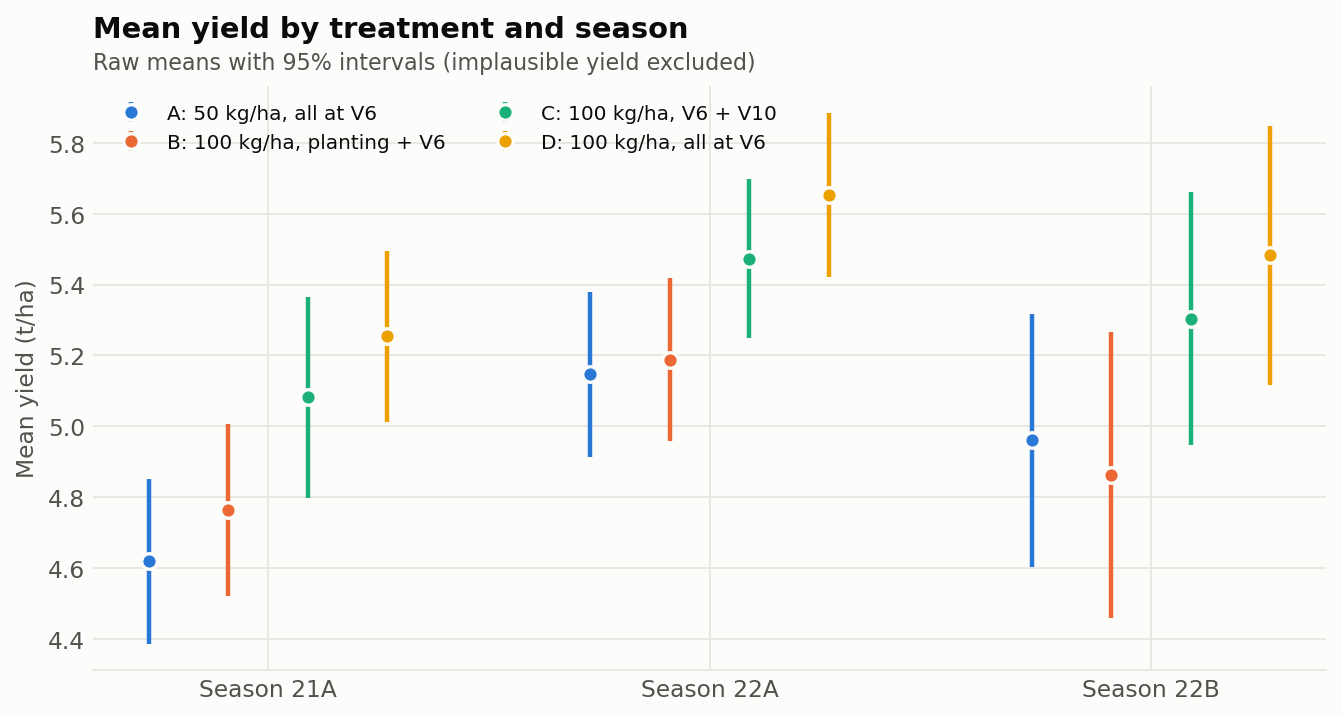 Mean yield by treatment and season
Raw means with 95% intervals (implausible yield excluded)
A: 50 kg/ha, all at V6
B: 100 kg/ha, planting + V6
C: 100 kg/ha, V6 + V10
D: 100 kg/ha, all at V6
Mean yield (t/ha)
5.8
5.6
5.4
5.2
5.0
4.8
4.6
4.4
Season 21A
Season 22A
Season 22B